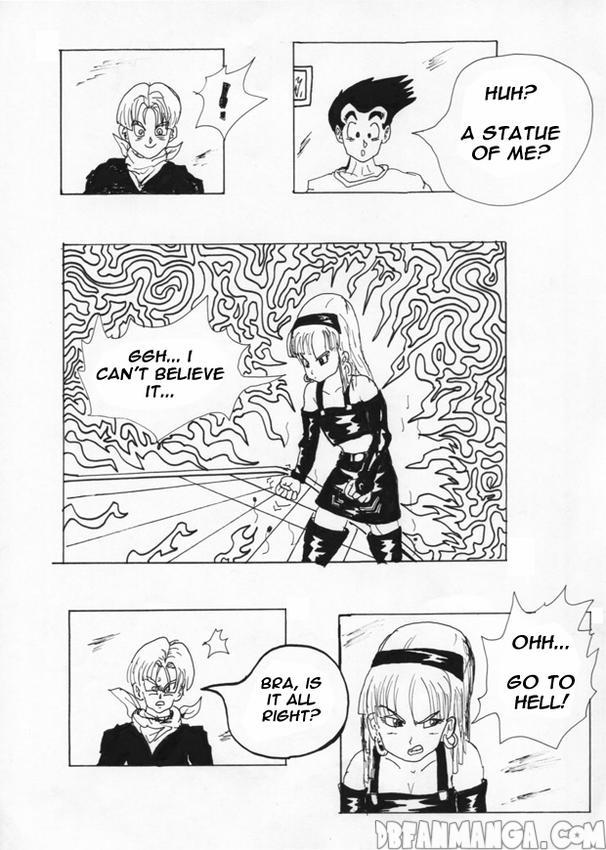 !
HUH?
A STATUE
OF ME?
GGH... I
CAN'T BELIEVE
IT...
BRA, IS
IT ALL
RIGHT?
OHH...
GO TO
HELL!
DBFANMANGA.COM